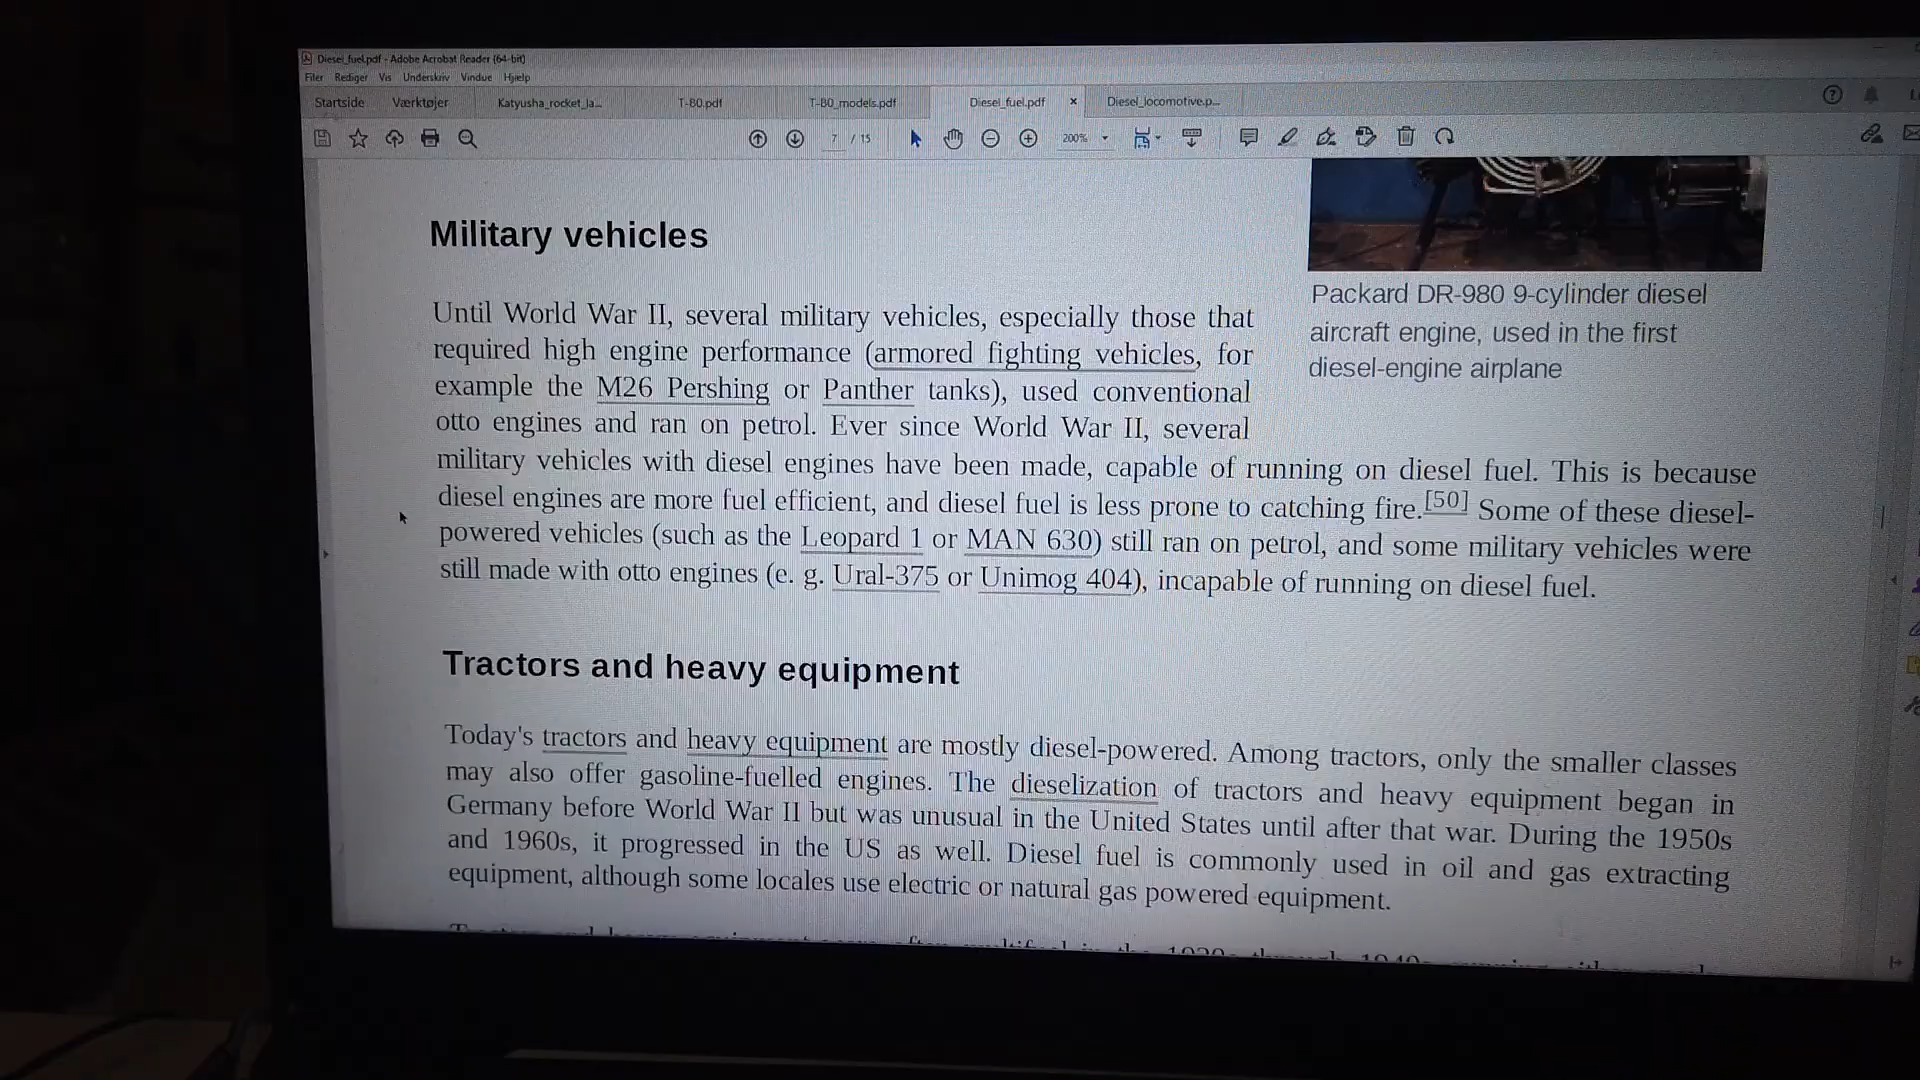 Diesel_fuel.pdf - Adobe Acrobat Reader (64-bit)
Filer Rediger Vis Underskriv Vindue Hjælp
Startside Værktøjer Katyusha_rocket_la... T-80.pdf T-80_models.pdf Diesel_fuel.pdf × Diesel_locomotive.p...
7 / 15 200%
Military vehicles
Until World War II, several military vehicles, especially those that
required high engine performance (armored fighting vehicles, for
example the M26 Pershing or Panther tanks), used conventional
otto engines and ran on petrol. Ever since World War II, several
military vehicles with diesel engines have been made, capable of running on diesel fuel. This is because
diesel engines are more fuel efficient, and diesel fuel is less prone to catching fire.[50] Some of these diesel-
powered vehicles (such as the Leopard 1 or MAN 630) still ran on petrol, and some military vehicles were
still made with otto engines (e. g. Ural-375 or Unimog 404), incapable of running on diesel fuel.
Packard DR-980 9-cylinder diesel
aircraft engine, used in the first
diesel-engine airplane
Tractors and heavy equipment
Today's tractors and heavy equipment are mostly diesel-powered. Among tractors, only the smaller classes
may also offer gasoline-fuelled engines. The dieselization of tractors and heavy equipment began in
Germany before World War II but was unusual in the United States until after that war. During the 1950s
and 1960s, it progressed in the US as well. Diesel fuel is commonly used in oil and gas extracting
equipment, although some locales use electric or natural gas powered equipment.